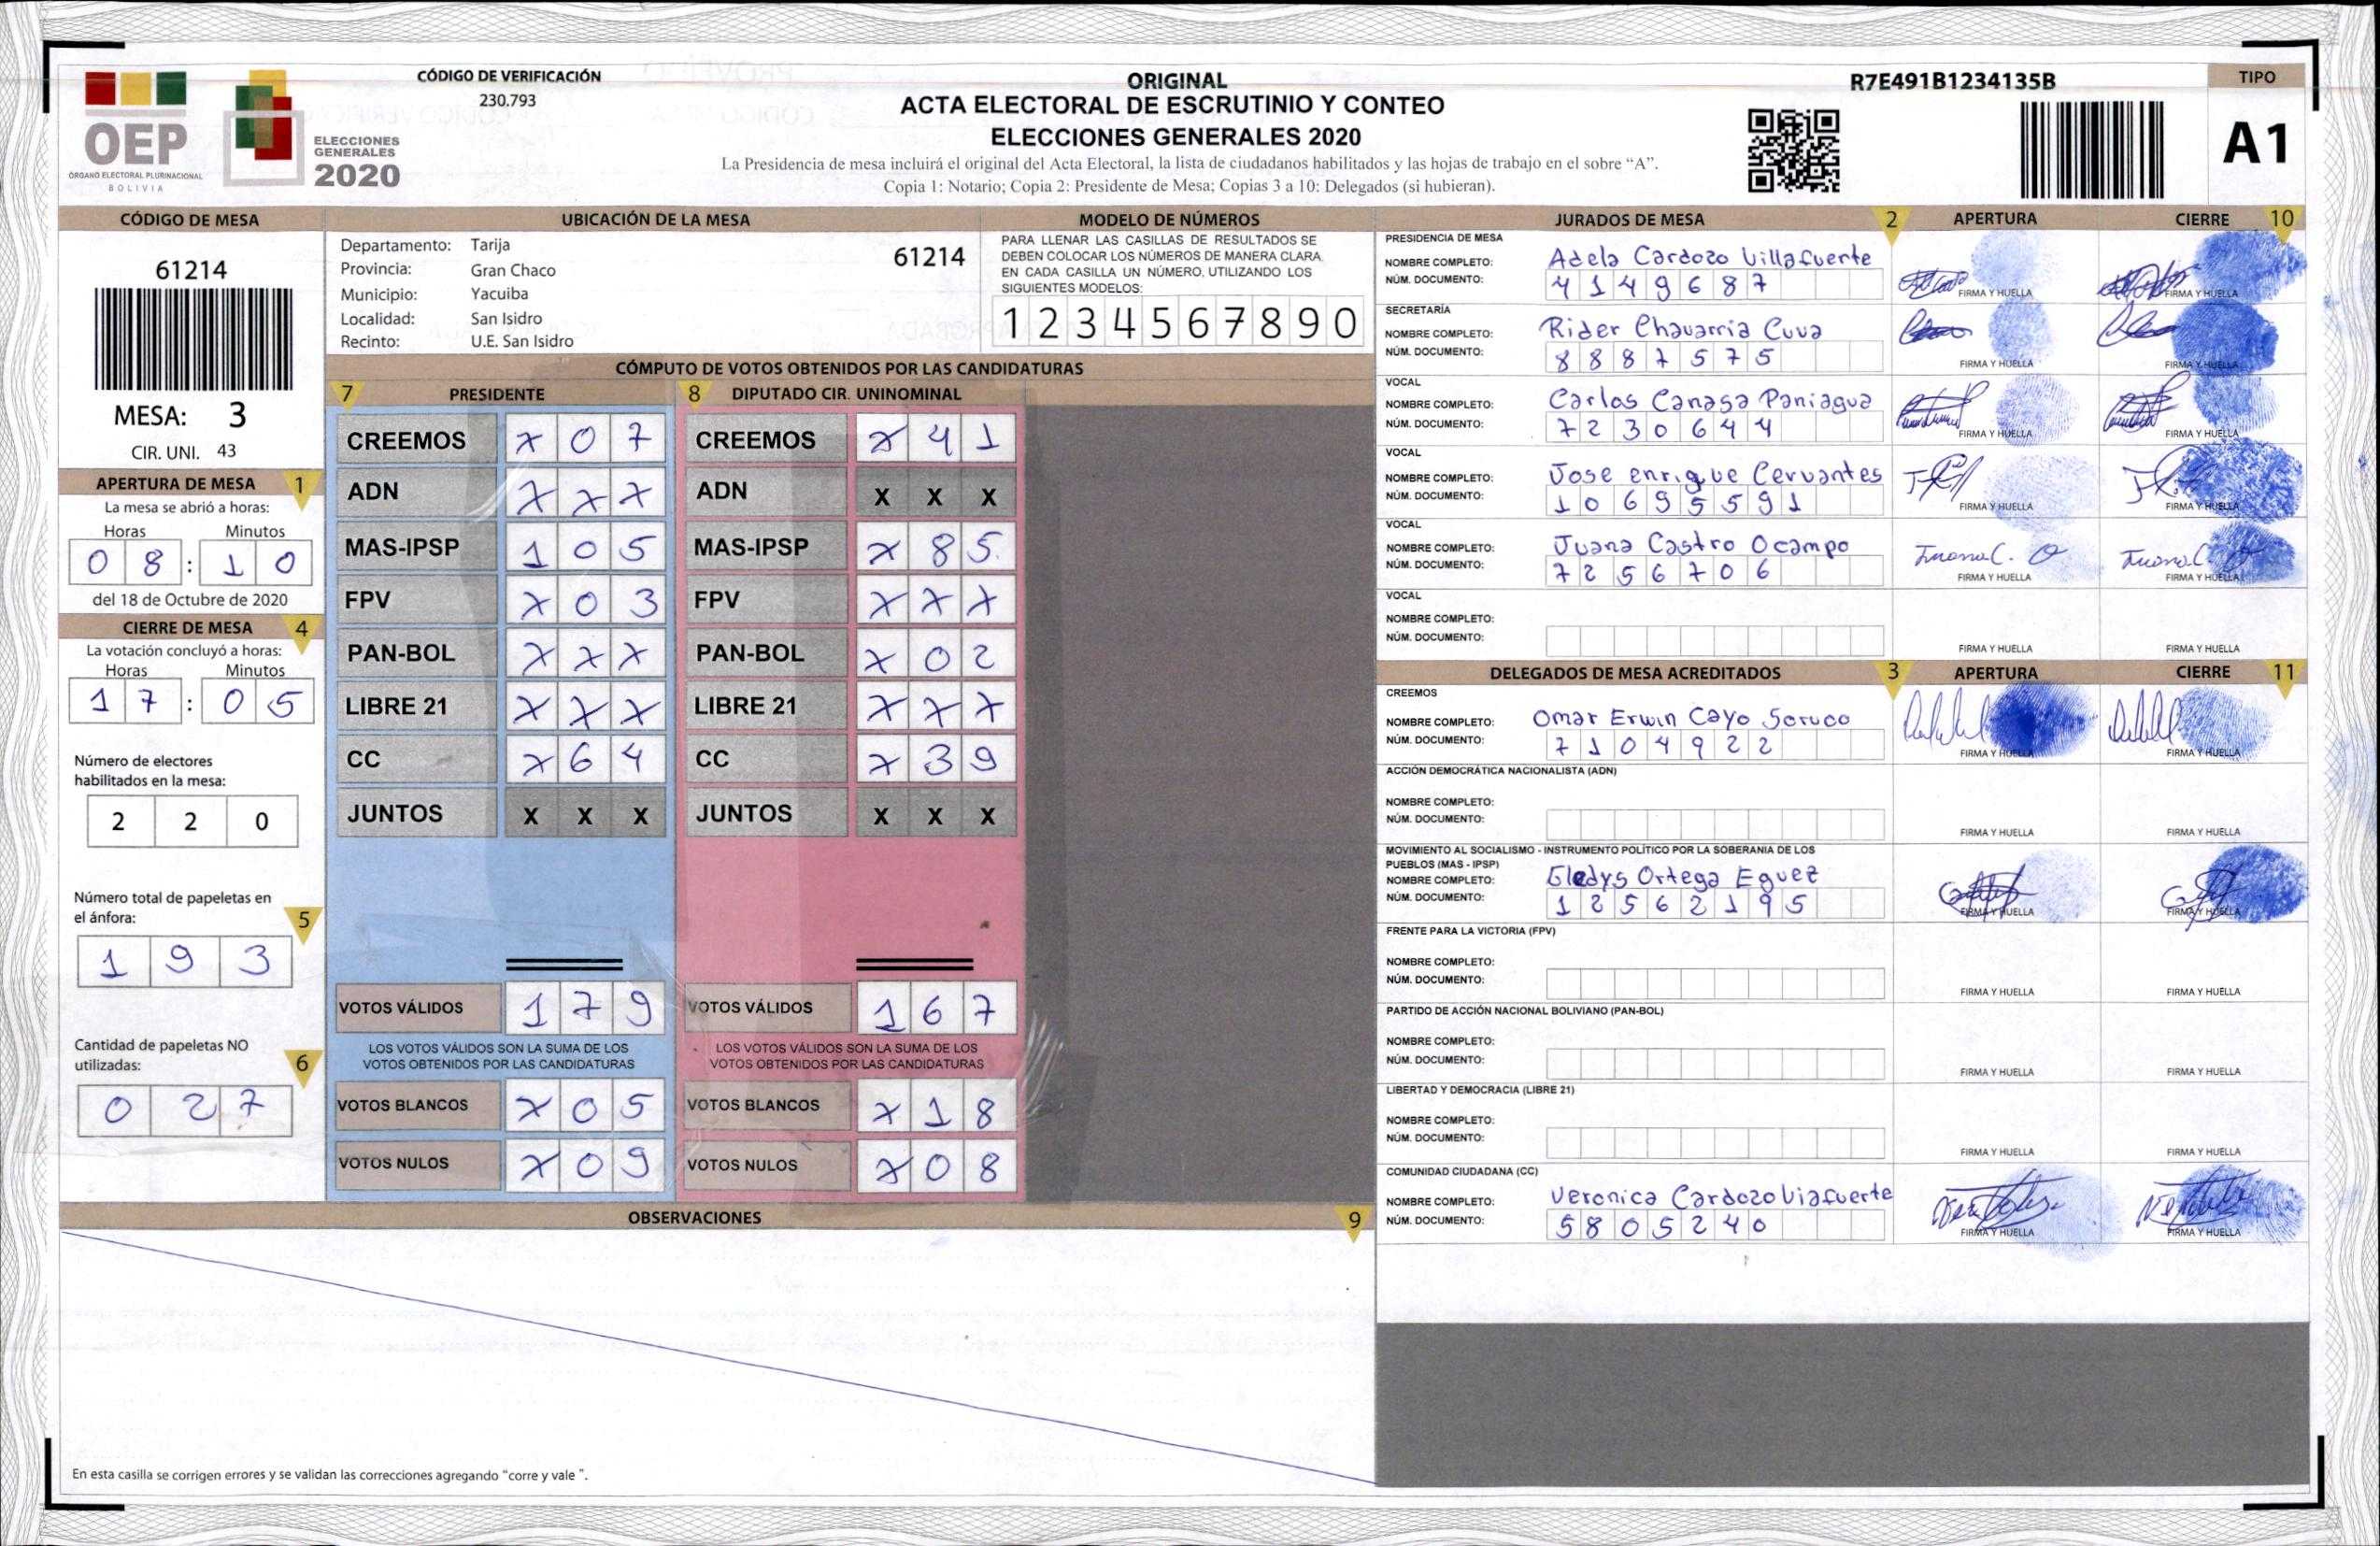 OEP
ÓRGANO ELECTORAL PLURINACIONAL
BOLIVIA
ELECCIONES
GENERALES
2020
CÓDIGO DE VERIFICACIÓN
230.793
ORIGINAL
ACTA ELECTORAL DE ESCRUTINIO Y CONTEO
ELECCIONES GENERALES 2020
La Presidencia de mesa incluirá el original del Acta Electoral, la lista de ciudadanos habilitados y las hojas de trabajo en el sobre “A”.
Copia 1: Notario; Copia 2: Presidente de Mesa; Copias 3 a 10: Delegados (si hubieran).
R7E491B1234135B
TIPO
A1
CÓDIGO DE MESA
61214
MESA: 3
CIR. UNI. 43
APERTURA DE MESA 1
La mesa se abrió a horas:
Horas Minutos
0 8 : 1 0
del 18 de Octubre de 2020
CIERRE DE MESA 4
La votación concluyó a horas:
Horas Minutos
1 7 : 0 5
Número de electores
habilitados en la mesa:
2 2 0
Número total de papeletas en
el ánfora: 5
1 9 3
Cantidad de papeletas NO
utilizadas: 6
0 2 7
UBICACIÓN DE LA MESA
Departamento: Tarija
Provincia: Gran Chaco
Municipio: Yacuiba
Localidad: San Isidro
Recinto: U.E. San Isidro
61214
MODELO DE NÚMEROS
PARA LLENAR LAS CASILLAS DE RESULTADOS SE
DEBEN COLOCAR LOS NÚMEROS DE MANERA CLARA.
EN CADA CASILLA UN NÚMERO, UTILIZANDO LOS
SIGUIENTES MODELOS:
1 2 3 4 5 6 7 8 9 0
CÓMPUTO DE VOTOS OBTENIDOS POR LAS CANDIDATURAS
7 PRESIDENTE
CREEMOS X 0 7
ADN X X X
MAS-IPSP 1 0 5
FPV X 0 3
PAN-BOL X X X
LIBRE 21 X X X
CC X 6 4
JUNTOS X X X
VOTOS VÁLIDOS 1 7 9
LOS VOTOS VÁLIDOS SON LA SUMA DE LOS
VOTOS OBTENIDOS POR LAS CANDIDATURAS
VOTOS BLANCOS X 0 5
VOTOS NULOS X 0 9
8 DIPUTADO CIR. UNINOMINAL
CREEMOS X 4 1
ADN X X X
MAS-IPSP X 8 5
FPV X X X
PAN-BOL X 0 2
LIBRE 21 X X X
CC X 3 9
JUNTOS X X X
VOTOS VÁLIDOS 1 6 7
LOS VOTOS VÁLIDOS SON LA SUMA DE LOS
VOTOS OBTENIDOS POR LAS CANDIDATURAS
VOTOS BLANCOS X 1 8
VOTOS NULOS X 0 8
OBSERVACIONES 9
En esta casilla se corrigen errores y se validan las correcciones agregando “corre y vale ”.
JURADOS DE MESA 2 APERTURA CIERRE 10
PRESIDENCIA DE MESA
NOMBRE COMPLETO: Adela Cardozo Villafuerte
NÚM. DOCUMENTO: 4 1 4 9 6 8 7
FIRMA Y HUELLA FIRMA Y HUELLA
SECRETARÍA
NOMBRE COMPLETO: Rider Chavarria Cuva
NÚM. DOCUMENTO: 8 8 8 7 5 7 5
FIRMA Y HUELLA FIRMA Y HUELLA
VOCAL
NOMBRE COMPLETO: Carlos Canasa Paniagua
NÚM. DOCUMENTO: 7 2 3 0 6 4 4
FIRMA Y HUELLA FIRMA Y HUELLA
VOCAL
NOMBRE COMPLETO: Jose enrique Cervantes
NÚM. DOCUMENTO: 1 0 6 9 5 5 9 1
FIRMA Y HUELLA FIRMA Y HUELLA
VOCAL
NOMBRE COMPLETO: Juana Castro Ocampo
NÚM. DOCUMENTO: 7 2 5 6 7 0 6
Juana C. O Juana C. O
FIRMA Y HUELLA FIRMA Y HUELLA
VOCAL
NOMBRE COMPLETO:
NÚM. DOCUMENTO:
FIRMA Y HUELLA FIRMA Y HUELLA
DELEGADOS DE MESA ACREDITADOS 3 APERTURA CIERRE 11
CREEMOS
NOMBRE COMPLETO: Omar Erwin Cayo Soruco
NÚM. DOCUMENTO: 7 1 0 4 9 2 2
FIRMA Y HUELLA FIRMA Y HUELLA
ACCIÓN DEMOCRÁTICA NACIONALISTA (ADN)
NOMBRE COMPLETO:
NÚM. DOCUMENTO:
FIRMA Y HUELLA FIRMA Y HUELLA
MOVIMIENTO AL SOCIALISMO - INSTRUMENTO POLÍTICO POR LA SOBERANIA DE LOS
PUEBLOS (MAS - IPSP)
NOMBRE COMPLETO: Gladys Ortega Eguez
NÚM. DOCUMENTO: 1 2 5 6 2 1 9 5
FIRMA Y HUELLA FIRMA Y HUELLA
FRENTE PARA LA VICTORIA (FPV)
NOMBRE COMPLETO:
NÚM. DOCUMENTO:
FIRMA Y HUELLA FIRMA Y HUELLA
PARTIDO DE ACCIÓN NACIONAL BOLIVIANO (PAN-BOL)
NOMBRE COMPLETO:
NÚM. DOCUMENTO:
FIRMA Y HUELLA FIRMA Y HUELLA
LIBERTAD Y DEMOCRACIA (LIBRE 21)
NOMBRE COMPLETO:
NÚM. DOCUMENTO:
FIRMA Y HUELLA FIRMA Y HUELLA
COMUNIDAD CIUDADANA (CC)
NOMBRE COMPLETO: Veronica Cardozo Viafuerte
NÚM. DOCUMENTO: 5 8 0 5 2 4 0
FIRMA Y HUELLA FIRMA Y HUELLA